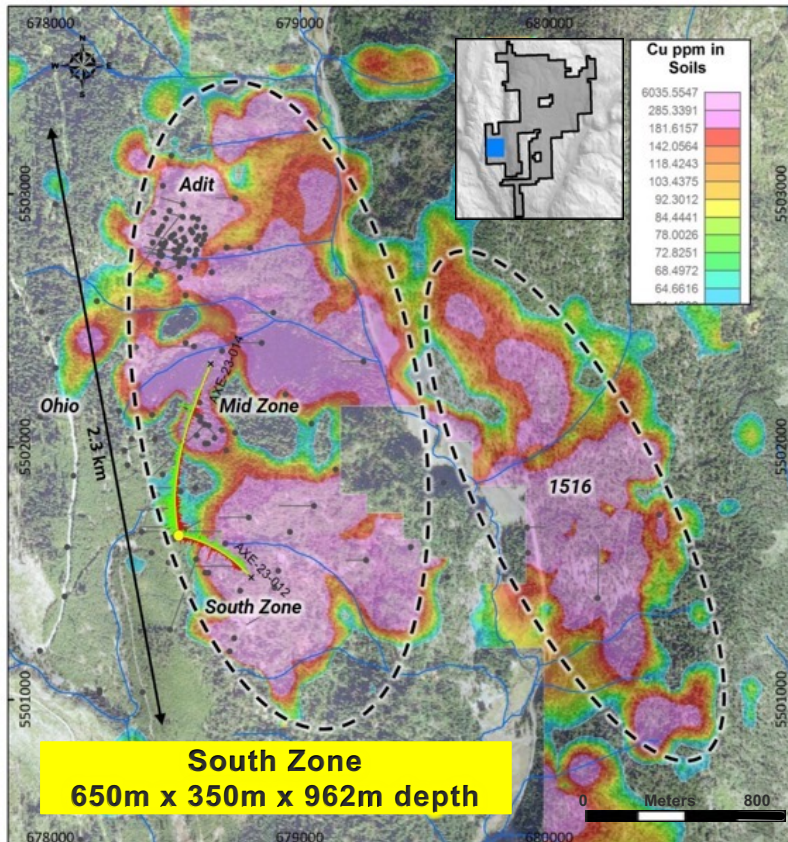 678000
679000
680000
N
W
E
S
Cu ppm in
Soils
6035.5547
285.3391
181.6157
142.0564
118.4243
103.4375
92.3012
84.4441
78.0026
72.8251
68.4972
64.6616
5503000
5503000
Adit
AXE-23-014
Ohio
Mid Zone
2.3 km
5502000
5502000
1516
AXE-23-012
South Zone
5501000
5501000
South Zone
650m x 350m x 962m depth
0 Meters 800
678000
679000
680000